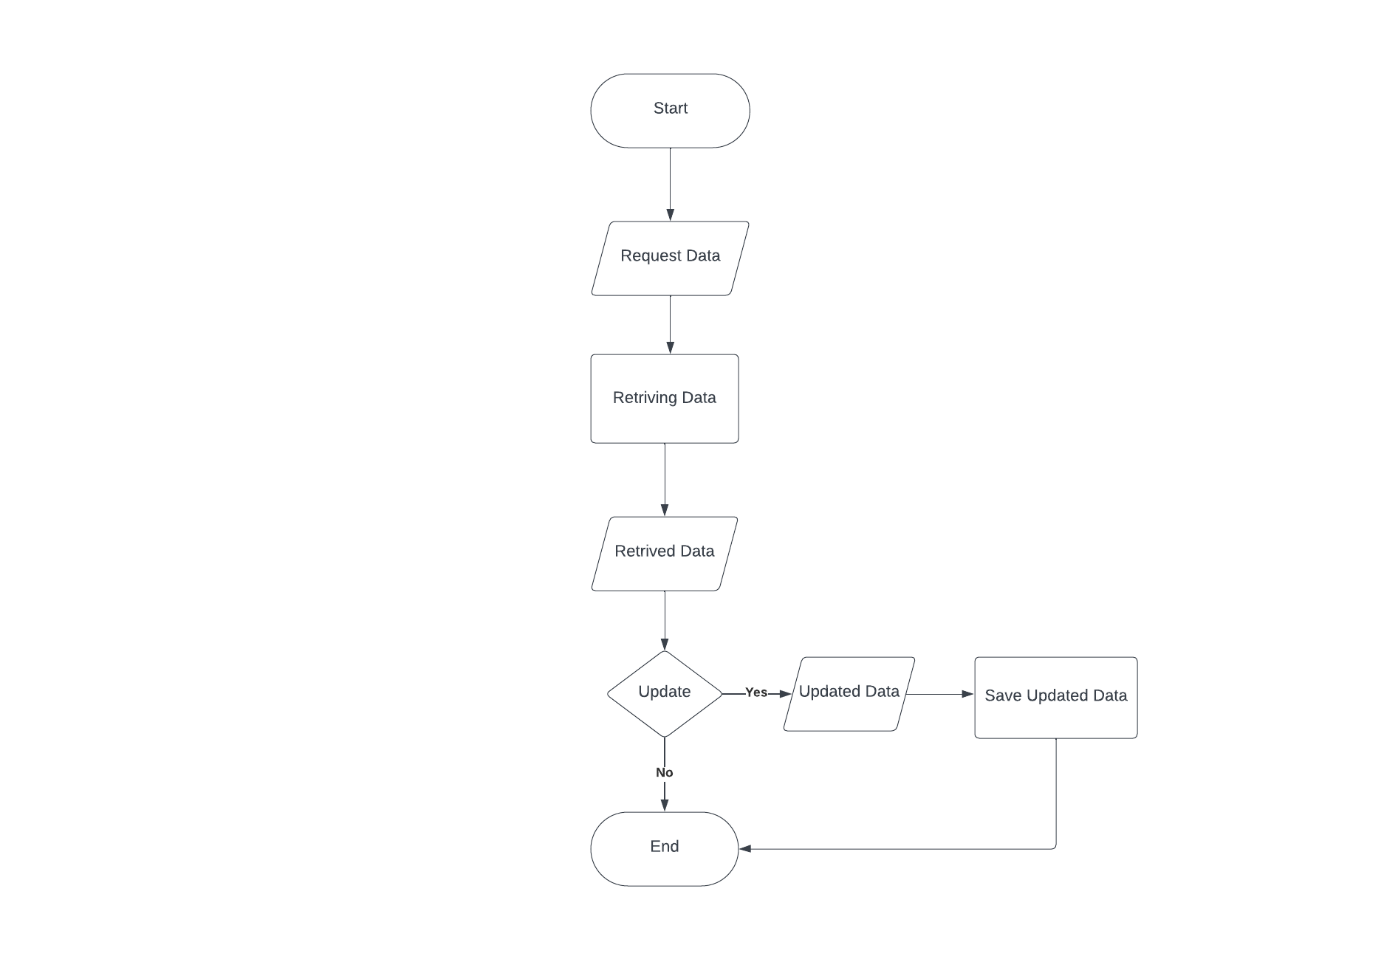 Start
Request Data
Retriving Data
Retrived Data
Update
Yes
Updated Data
Save Updated Data
No
End